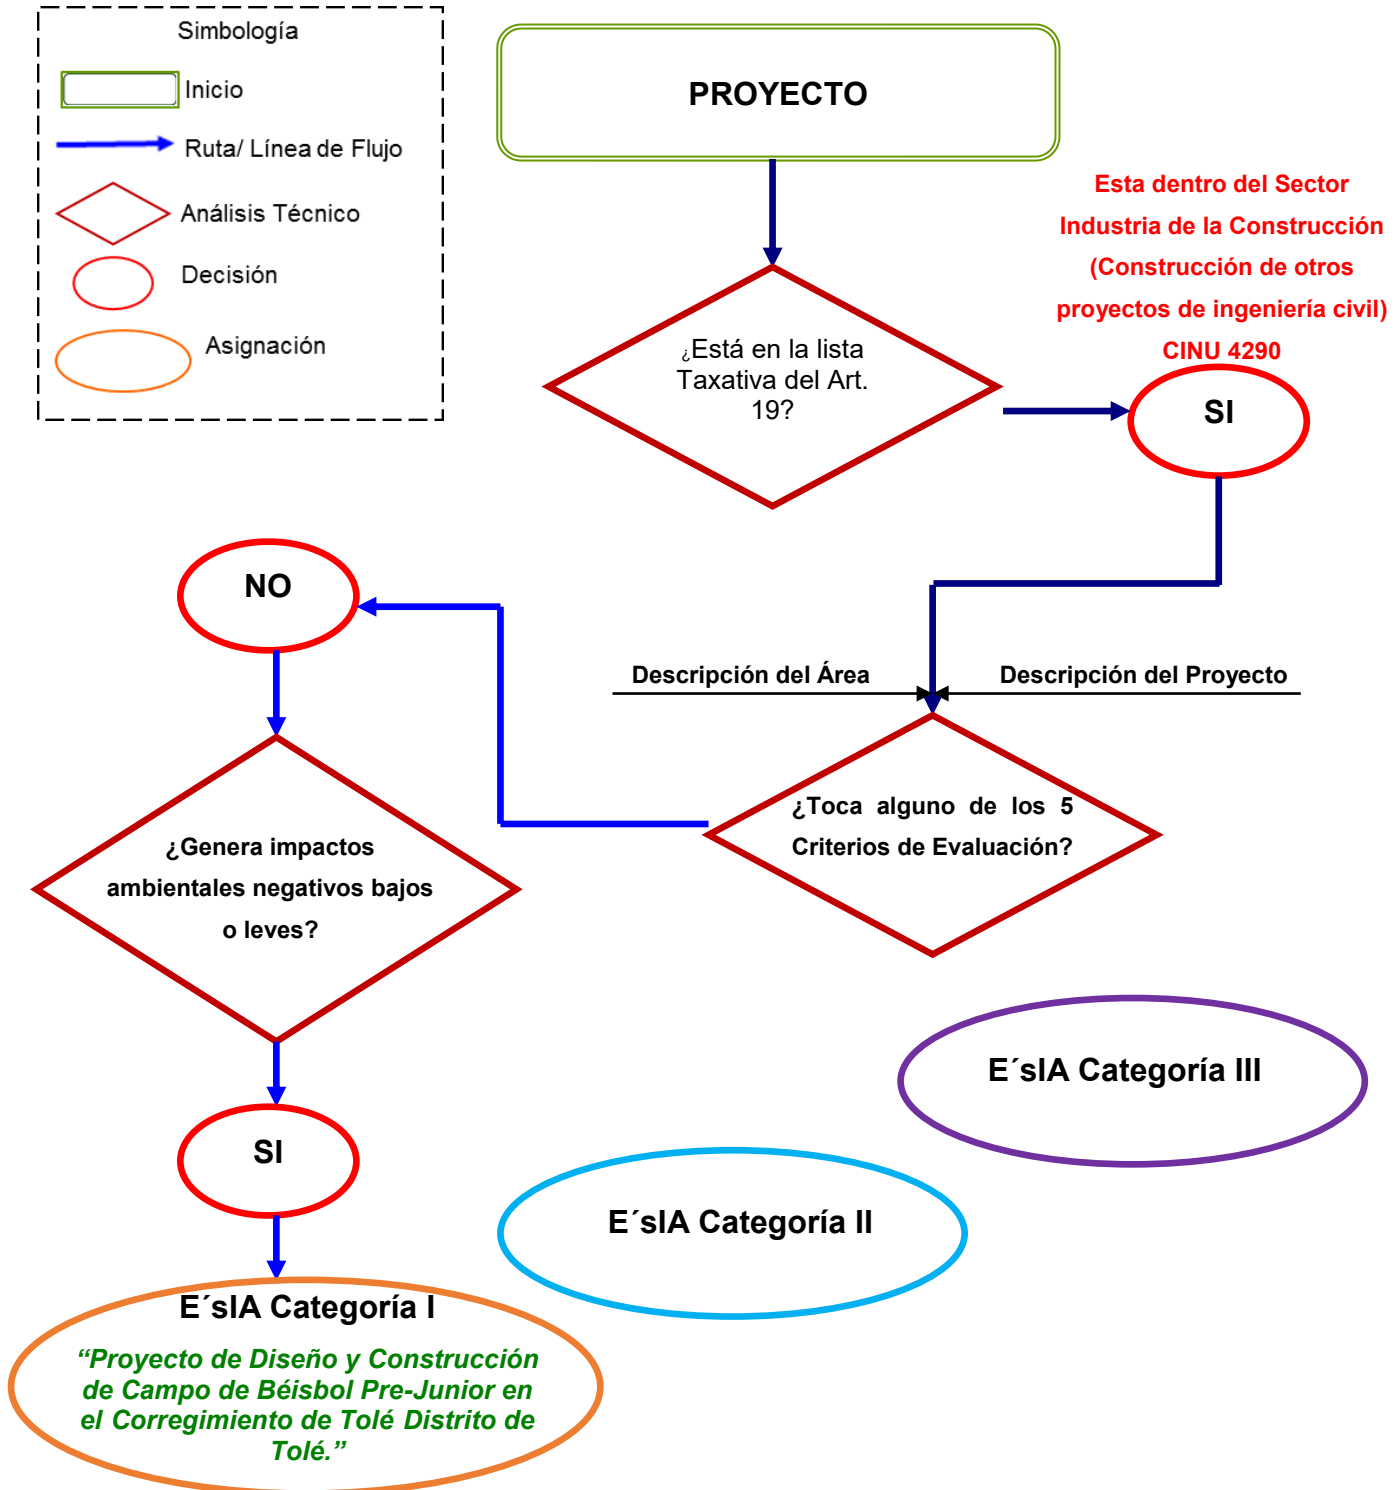 Simbología
Inicio
Ruta/ Línea de Flujo
Análisis Técnico
Decisión
Asignación
PROYECTO
Esta dentro del Sector
Industria de la Construcción
(Construcción de otros
proyectos de ingeniería civil)
CINU 4290
¿Está en la lista
Taxativa del Art.
19?
SI
NO
Descripción del Área
Descripción del Proyecto
¿Toca alguno de los 5
Criterios de Evaluación?
¿Genera impactos
ambientales negativos bajos
o leves?
E´sIA Categoría III
SI
E´sIA Categoría II
E´sIA Categoría I
“Proyecto de Diseño y Construcción
de Campo de Béisbol Pre-Junior en
el Corregimiento de Tolé Distrito de
Tolé.”